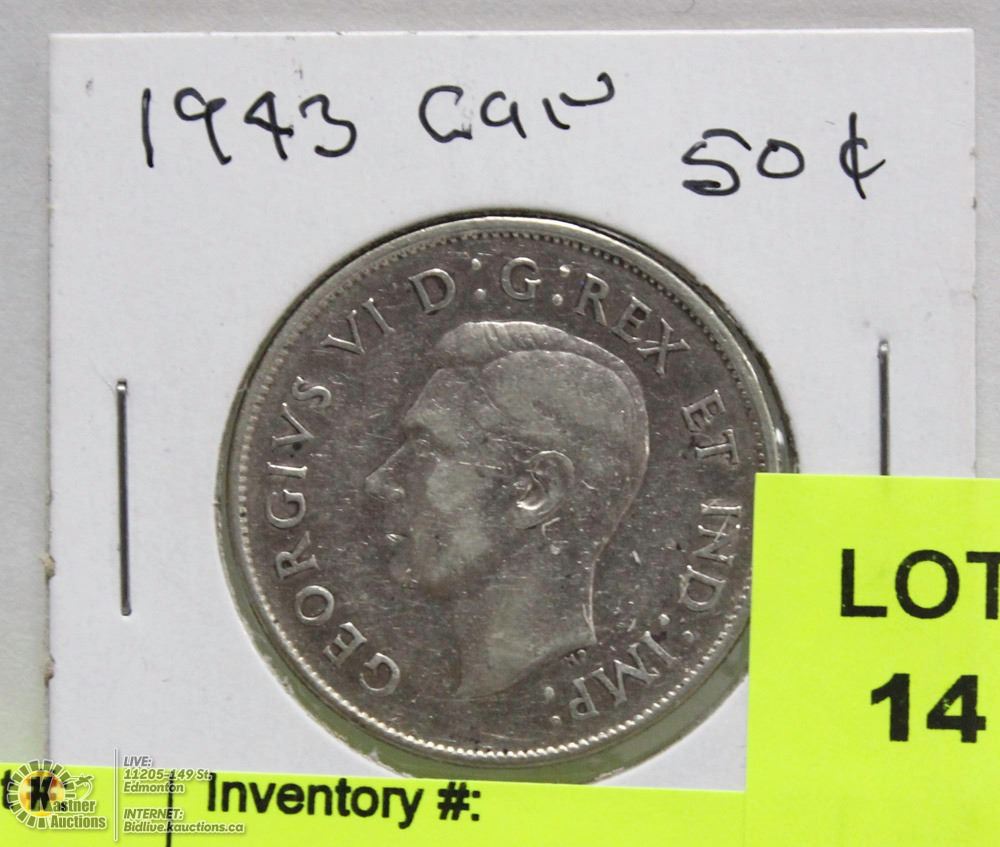 1943 Can 50¢
GEORGIVS VI D:G:REX ET IND:IMP:
HP
LOT
14
t
Inventory #:
K
Kastner
Auctions
LIVE:
11205-149 St.
Edmonton
INTERNET:
Bidlive.kauctions.ca